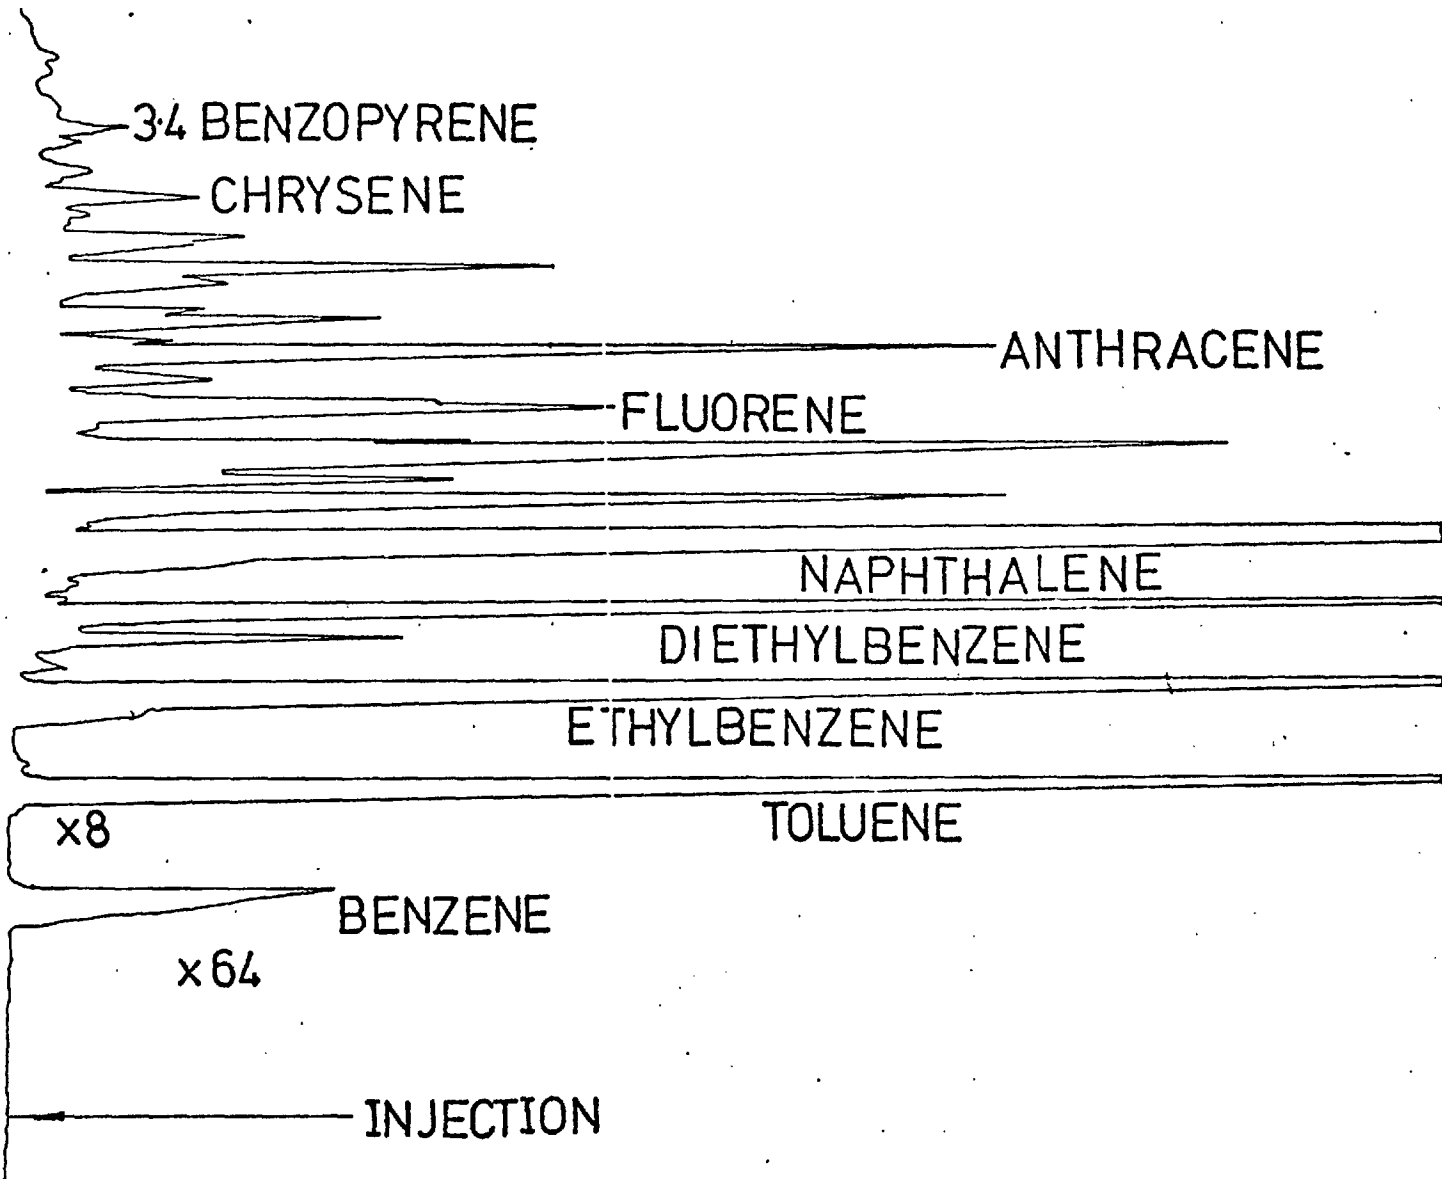 3·4 BENZOPYRENE
CHRYSENE
ANTHRACENE
FLUORENE
NAPHTHALENE
DIETHYLBENZENE
ETHYLBENZENE
TOLUENE
x8
BENZENE
x64
INJECTION